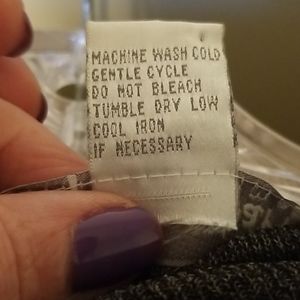 MACHINE WASH COLD
GENTLE CYCLE
DO NOT BLEACH
TUMBLE DRY LOW
COOL IRON
IF NECESSARY